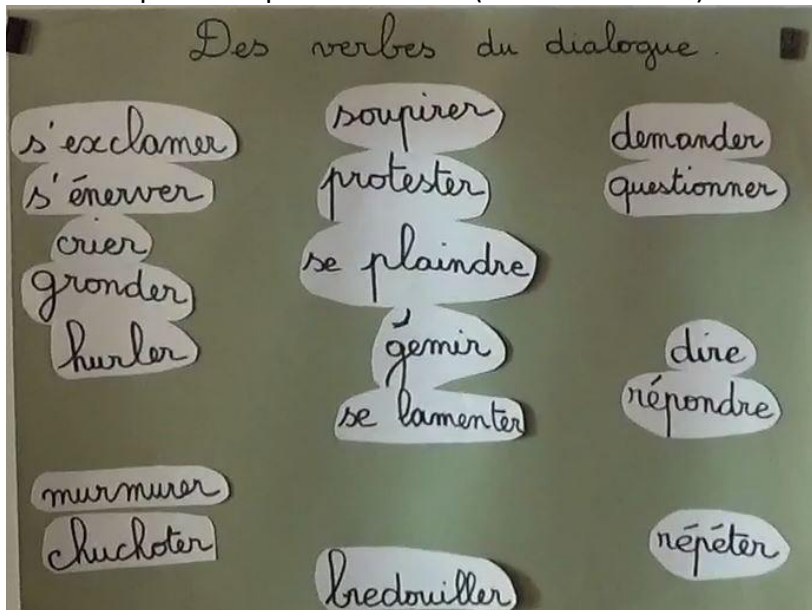 Des verbes du dialogue.
s'exclamer
s'énerver
crier
gronder
hurler
murmurer
chuchoter
soupirer
protester
se plaindre
gémir
se lamenter
bredouiller
demander
questionner
dire
répondre
répéter